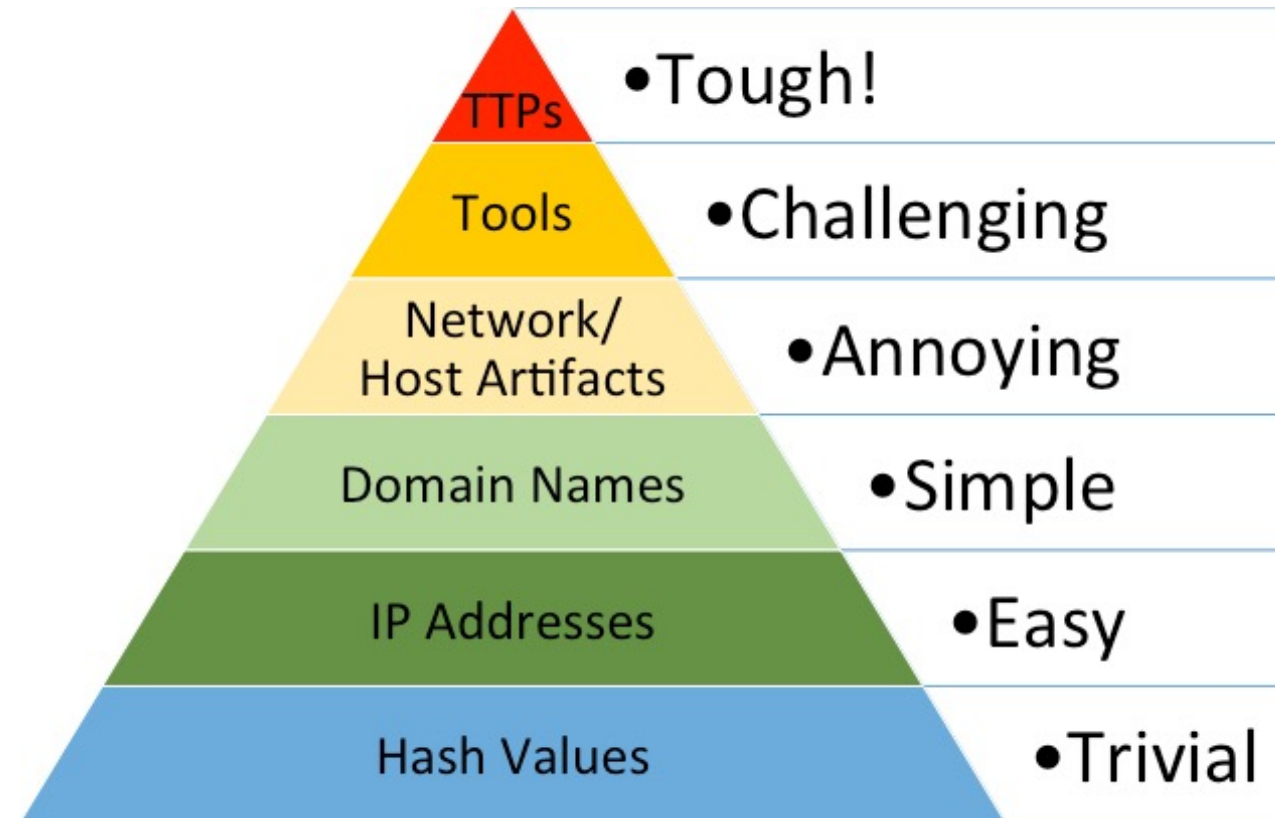 TTPs
•Tough!
Tools
•Challenging
Network/
Host Artifacts
•Annoying
Domain Names
•Simple
IP Addresses
•Easy
Hash Values
•Trivial